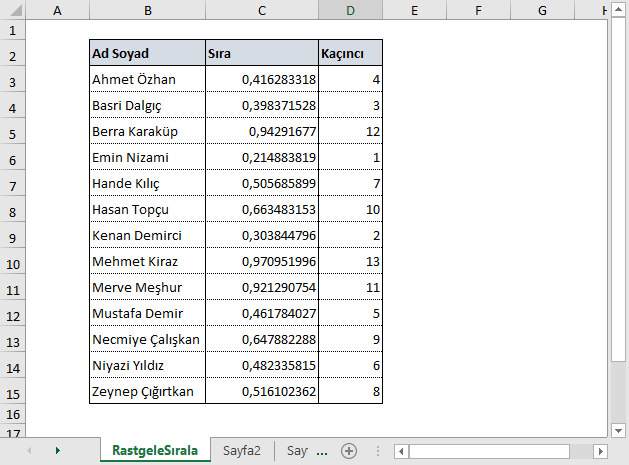 A B C D E F G H
1
2 Ad Soyad Sıra Kaçıncı
3 Ahmet Özhan 0,416283318 4
4 Basri Dalgıç 0,398371528 3
5 Berra Karaküp 0,94291677 12
6 Emin Nizami 0,214883819 1
7 Hande Kılıç 0,505685899 7
8 Hasan Topçu 0,663483153 10
9 Kenan Demirci 0,303844796 2
10 Mehmet Kiraz 0,970951996 13
11 Merve Meşhur 0,921290754 11
12 Mustafa Demir 0,461784027 5
13 Necmiye Çalışkan 0,647882288 9
14 Niyazi Yıldız 0,482335815 6
15 Zeynep Çığırtkan 0,516102362 8
16
17
RastgeleSırala Sayfa2 Say ...